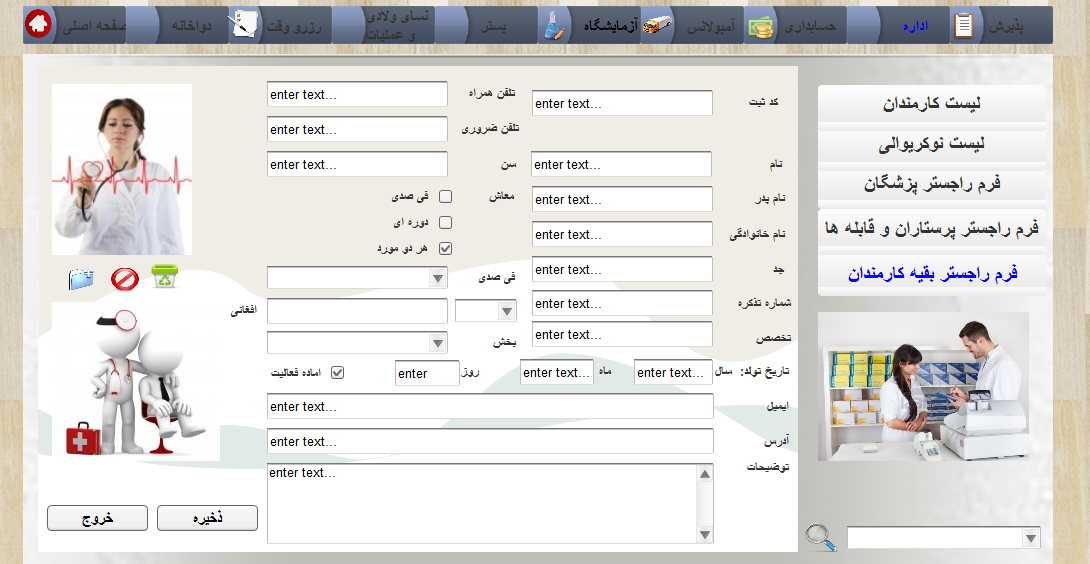 پذیرش
اداره
حسابداری
آمبولانس
آزمایشگاه
بستر
نسای ولادی
و عملیات
رزرو وقت
دواخانه
صفحه اصلی
لیست کارمندان
لیست نوکریوالی
فرم راجستر پزشگان
فرم راجستر پرستاران و قابله ها
فرم راجستر بقیه کارمندان
کد ثبت enter text...
تلفن همراه enter text...
تلفن ضروری enter text...
نام enter text...
سن enter text...
نام پدر enter text...
معاش فی صدی
دوره ای
هر دو مورد
نام خانوادگی enter text...
جد enter text...
فی صدی
شماره تذکره enter text...
افغانی
تخصص enter text...
بخش
تاریخ تولد: سال enter text... ماه enter text... روز enter
اماده فعالیت
ایمیل enter text...
آدرس enter text...
توضیحات enter text...
ذخیره
خروج